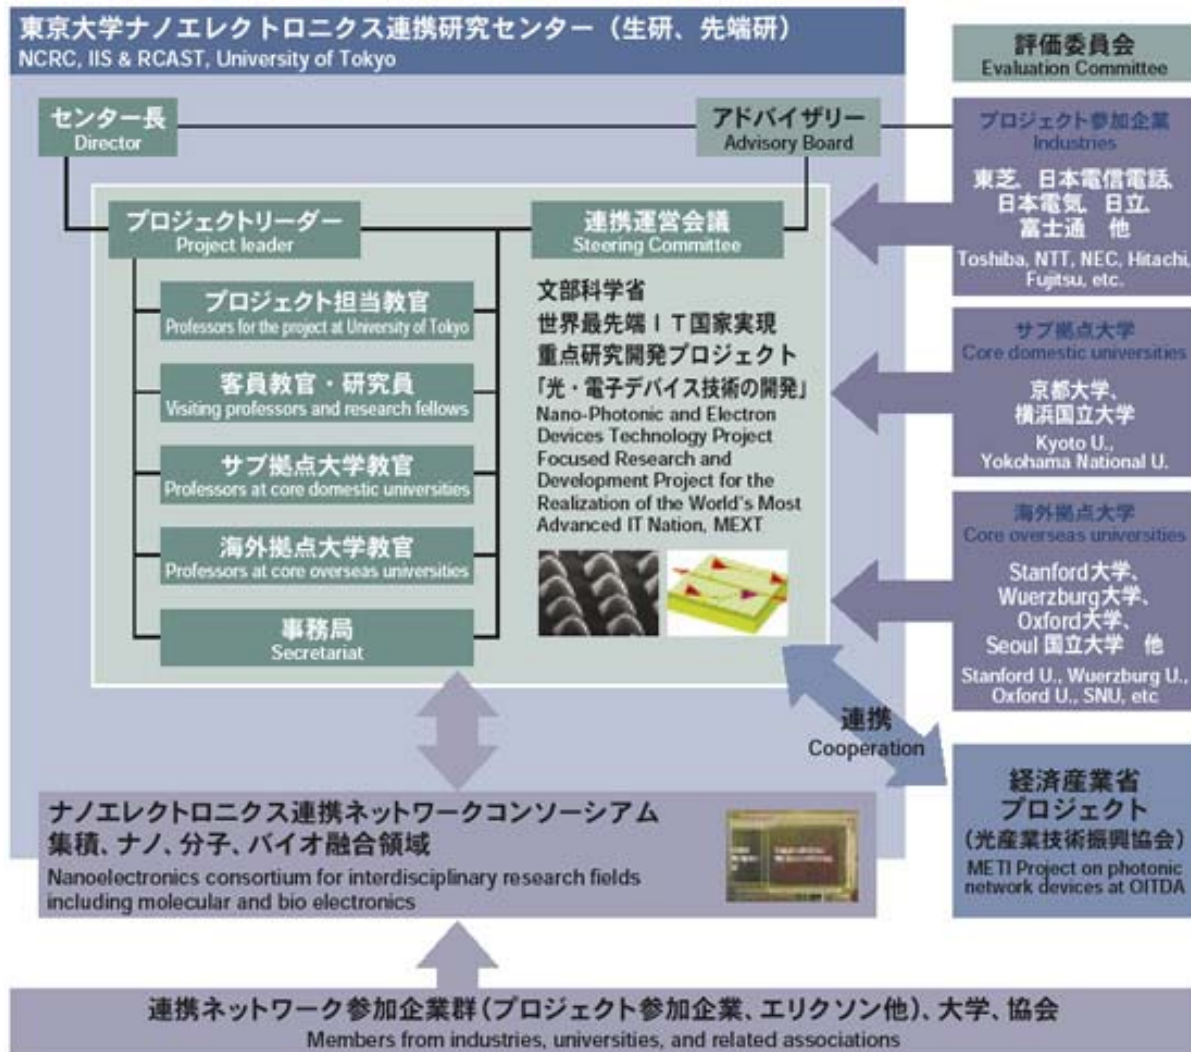 東京大学ナノエレクトロニクス連携研究センター（生研、先端研）
NCRC, IIS & RCAST, University of Tokyo
評価委員会
Evaluation Committee
センター長
Director
アドバイザリー
Advisory Board
プロジェクト参加企業
Industries
東芝、日本電信電話、
日本電気、日立、
富士通　他
Toshiba, NTT, NEC, Hitachi,
Fujitsu, etc.
プロジェクトリーダー
Project leader
連携運営会議
Steering Committee
プロジェクト担当教官
Professors for the project at University of Tokyo
客員教官・研究員
Visiting professors and research fellows
サブ拠点大学教官
Professors at core domestic universities
海外拠点大学教官
Professors at core overseas universities
事務局
Secretariat
文部科学省
世界最先端ＩＴ国家実現
重点研究開発プロジェクト
「光・電子デバイス技術の開発」
Nano-Photonic and Electron
Devices Technology Project
Focused Research and
Development Project for the
Realization of the World's Most
Advanced IT Nation, MEXT
サブ拠点大学
Core domestic universities
京都大学、
横浜国立大学
Kyoto U.,
Yokohama National U.
海外拠点大学
Core overseas universities
Stanford大学、
Wuerzburg大学、
Oxford大学、
Seoul 国立大学　他
Stanford U., Wuerzburg U.,
Oxford U., SNU, etc
連携
Cooperation
経済産業省
プロジェクト
（光産業技術振興協会）
METI Project on photonic
network devices at OITDA
ナノエレクトロニクス連携ネットワークコンソーシアム
集積、ナノ、分子、バイオ融合領域
Nanoelectronics consortium for interdisciplinary research fields
including molecular and bio electronics
連携ネットワーク参加企業群（プロジェクト参加企業、エリクソン他）、大学、協会
Members from industries, universities, and related associations